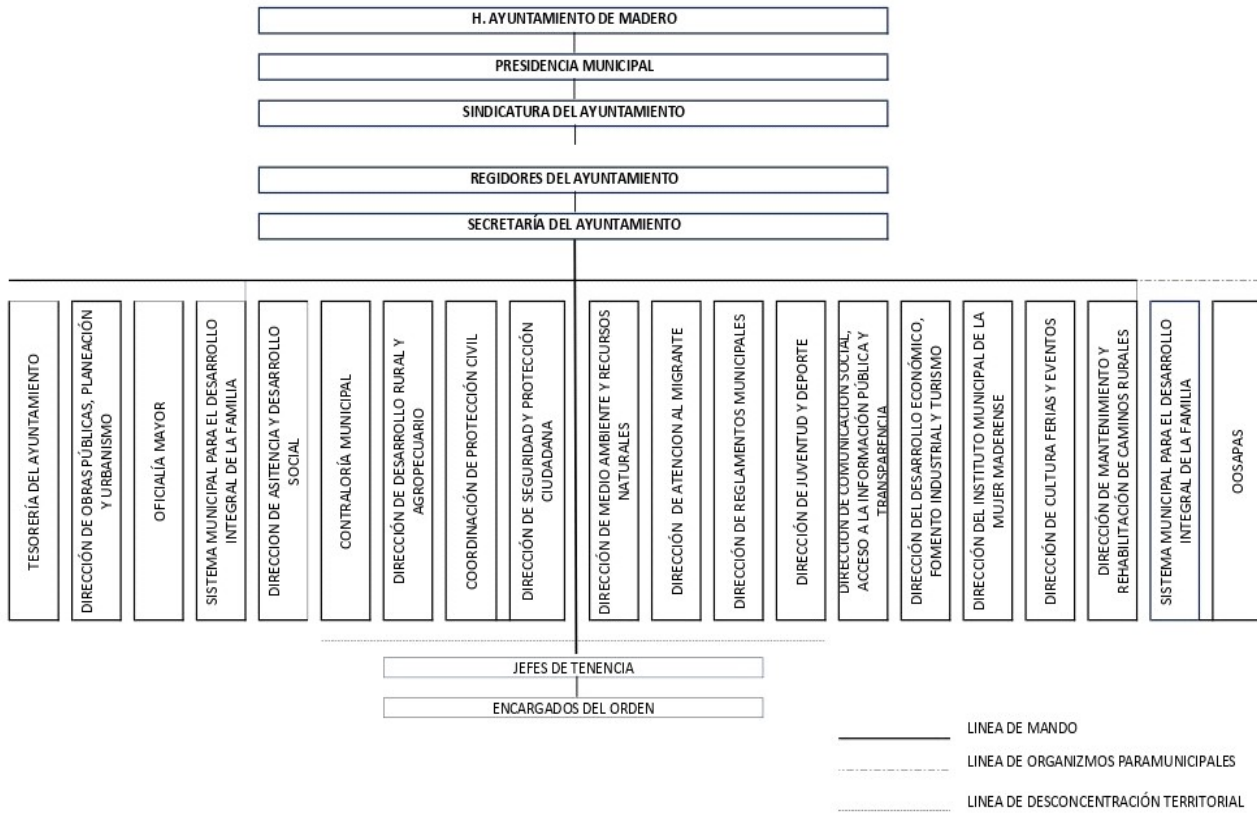 H. AYUNTAMIENTO DE MADERO
PRESIDENCIA MUNICIPAL
SINDICATURA DEL AYUNTAMIENTO
REGIDORES DEL AYUNTAMIENTO
SECRETARÍA DEL AYUNTAMIENTO
TESORERÍA DEL AYUNTAMIENTO
DIRECCIÓN DE OBRAS PÚBLICAS, PLANEACIÓN
Y URBANISMO
OFICIALÍA MAYOR
SISTEMA MUNICIPAL PARA EL DESARROLLO
INTEGRAL DE LA FAMILIA
DIRECCION DE ASITENCIA Y DESARROLLO
SOCIAL
CONTRALORÍA MUNICIPAL
DIRECCIÓN DE DESARROLLO RURAL Y
AGROPECUARIO
COORDINACIÓN DE PROTECCIÓN CIVIL
DIRECCIÓN DE SEGURIDAD Y PROTECCIÓN
CIUDADANA
DIRECCIÓN DE MEDIO AMBIENTE Y RECURSOS
NATURALES
DIRECCIÓN DE ATENCION AL MIGRANTE
DIRECCIÓN DE REGLAMENTOS MUNICIPALES
DIRECCIÓN DE JUVENTUD Y DEPORTE
DIRECCIÓN DE COMUNICACIÓN SOCIAL,
ACCESO A LA INFORMACIÓN PÚBLICA Y
TRANSPARENCIA
DIRECCIÓN DEL DESARROLLO ECONÓMICO,
FOMENTO INDUSTRIAL Y TURISMO
DIRECCIÓN DEL INSTITUTO MUNICIPAL DE LA
MUJER MADERENSE
DIRECCIÓN DE CULTURA FERIAS Y EVENTOS
DIRECCIÓN DE MANTENIMIENTO Y
REHABILITACIÓN DE CAMINOS RURALES
SISTEMA MUNICIPAL PARA EL DESARROLLO
INTEGRAL DE LA FAMILIA
OOSAPAS
JEFES DE TENENCIA
ENCARGADOS DEL ORDEN
LINEA DE MANDO
LINEA DE ORGANIZMOS PARAMUNICIPALES
LINEA DE DESCONCENTRACIÓN TERRITORIAL